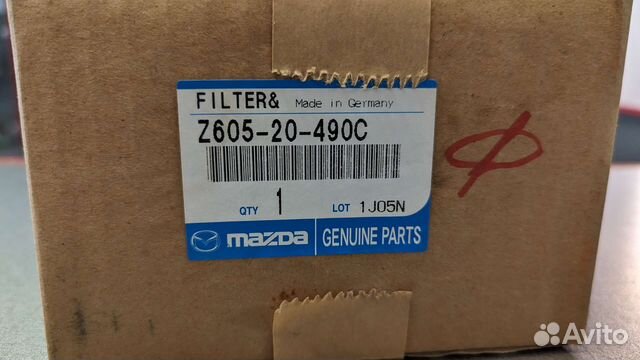 FILTER& Made in Germany
Z605-20-490C
QTY 1 LOT 1J05N
mazda GENUINE PARTS
Avito